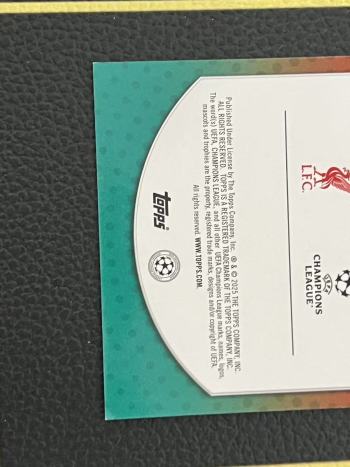 L.F.C.
CHAMPIONS
LEAGUE
Published Under License by The Topps Company, Inc. ® & © 2025 THE TOPPS COMPANY, INC.
ALL RIGHTS RESERVED. TOPPS IS A REGISTERED TRADEMARK OF THE TOPPS COMPANY, INC.
The word(s) UEFA, CHAMPIONS LEAGUE, and all other UEFA Champions League marks, names, logos,
mascots and trophies are the property, registered trade marks, designs and/or copyright of UEFA.
All rights reserved. WWW.TOPPS.COM.
topps